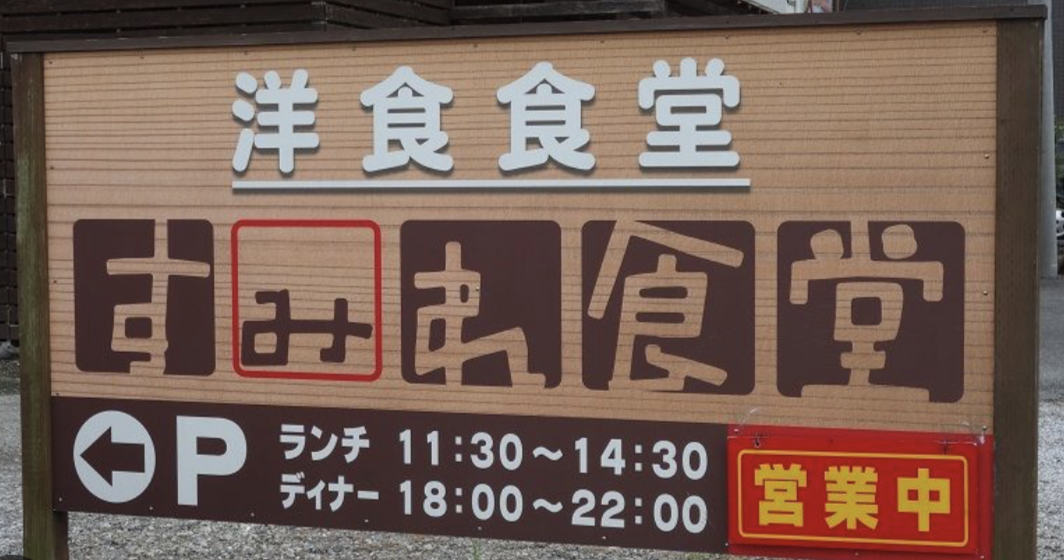 洋食食堂
すみれ食堂
P ランチ 11:30～14:30
ディナー 18:00～22:00
営業中